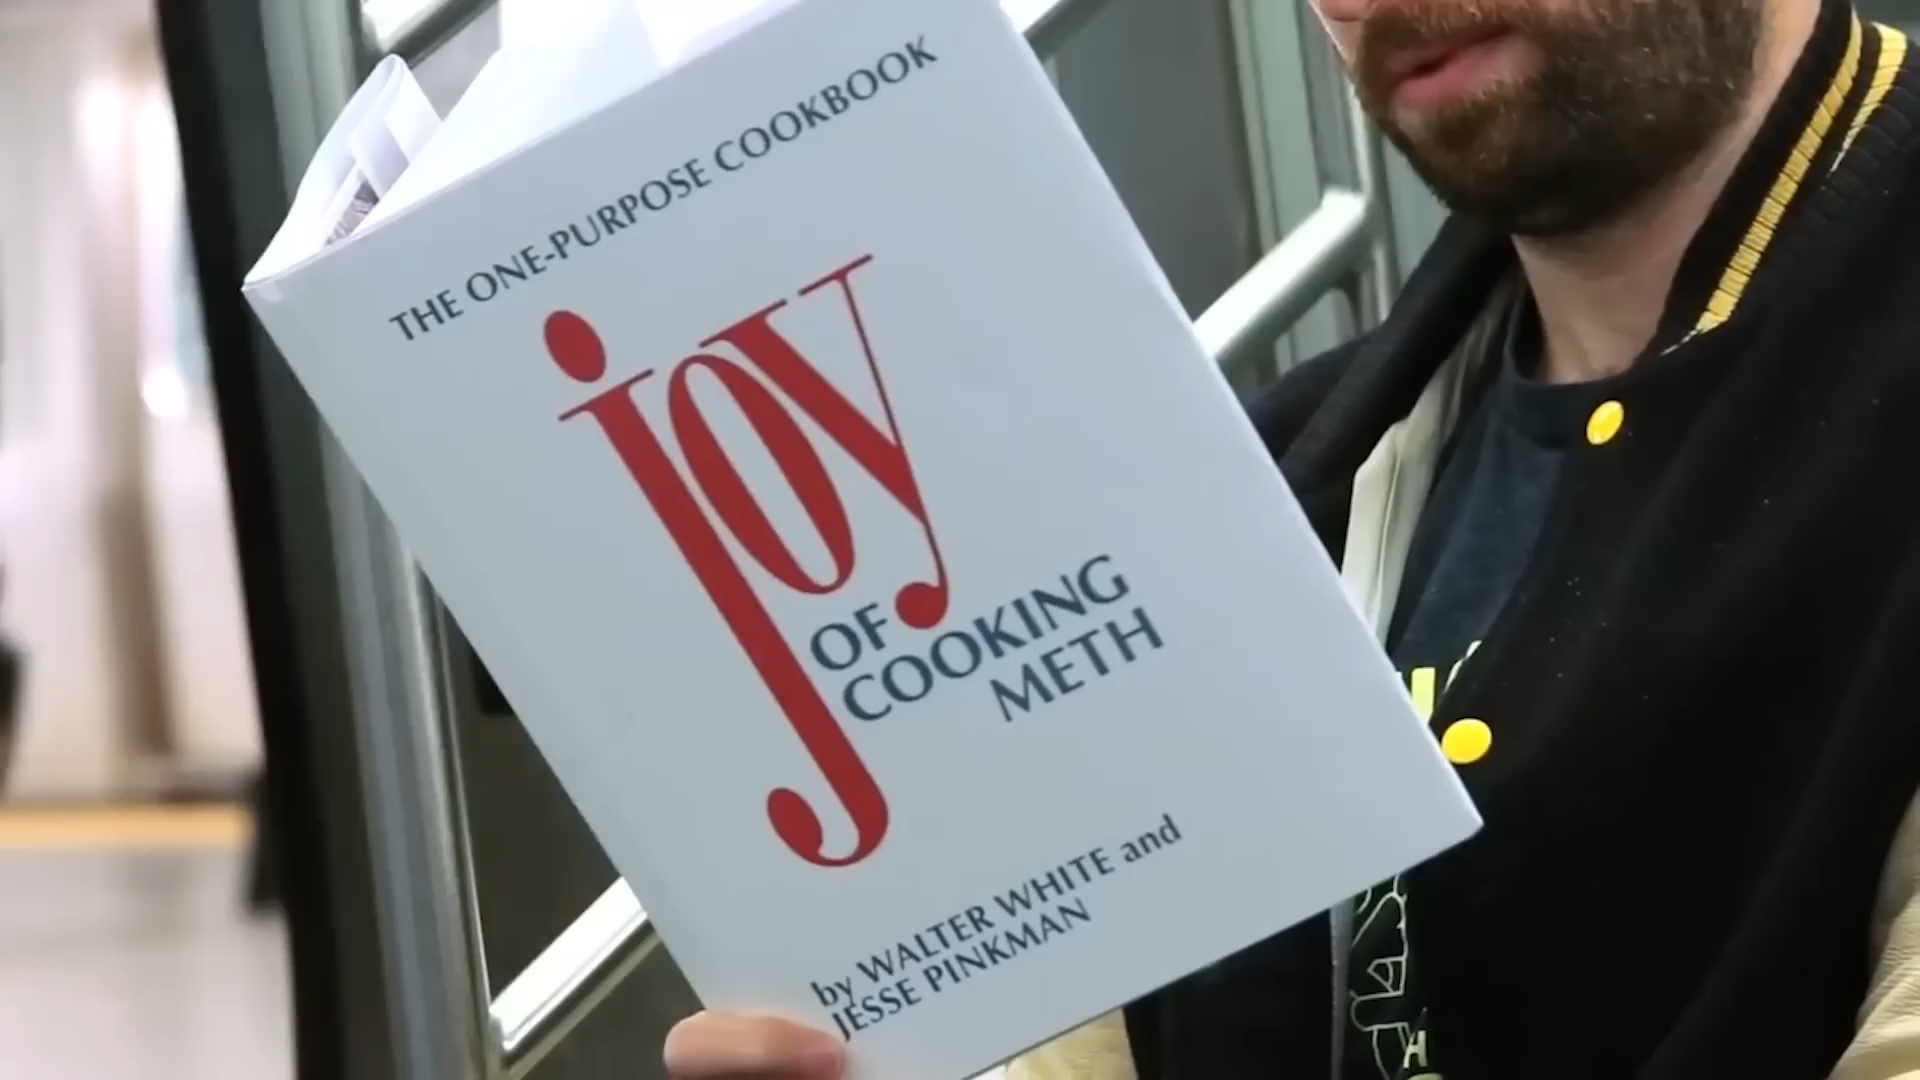 THE ONE-PURPOSE COOKBOOK
joy
OF
COOKING
METH
by WALTER WHITE and
JESSE PINKMAN